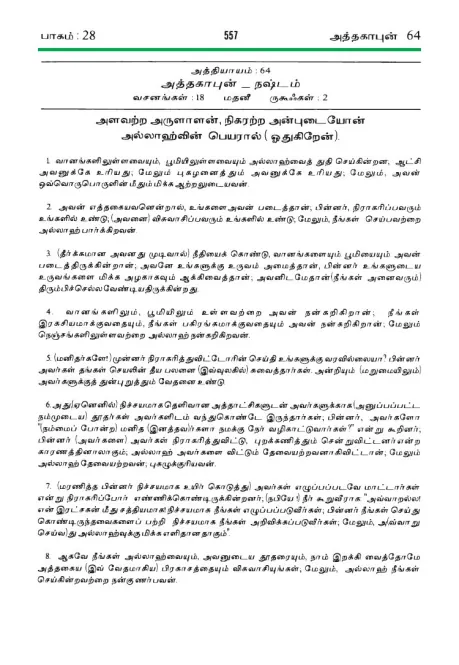 பாகம் : 28 557 அத்தகாபுன் 64
அத்தியாயம் : 64
அத்தகாபுன் _ நஷ்டம்
வசனங்கள் : 18 மதனீ ருகூஃகள் : 2
அளவற்ற அருளாளன், நிகரற்ற அன்புடையோன்
அல்லாஹ்வின் பெயரால் ( ஓதுகிறேன்).
1. வானங்களிலுள்ளவையும், பூமியிலுள்ளவையும் அல்லாஹ்வைத் துதி செய்கின்றன, ஆட்சி
அவனுக்கே உரியது; மேலும் புகழனைத்தும் அவனுக்கே உரியது; மேலும், அவன்
ஒவ்வொருபொருளின் மீதும் மிக்க ஆற்றலுடையவன்.
2. அவன் எத்தகையவனென்றால், உங்களை அவன் படைத்தான்; பின்னர், நிராகரிப்பவரும்
உங்களில் உண்டு; (அவனை) விசுவாசிப்பவரும் உங்களில் உண்டு; மேலும், நீங்கள் செய்பவற்றை
அல்லாஹ் பார்க்கிறவன்.
3. (தீர்க்கமான அவனது முடிவால்) நீதியைக் கொண்டு, வானங்களையும் பூமியையும் அவன்
படைத்திருக்கின்றான்; அவனே உங்களுக்கு உருவம் அமைத்தான், பின்னர் உங்களுடைய
உருவங்களை மிக்க அழகாகவும் ஆக்கிவைத்தான்; அவனிடமேதான் (நீங்கள் அனைவரும்)
திரும்பிச்செல்லவேண்டியதிருக்கின்றது.
4. வானங்களிலும், பூமியிலும் உள்ளவற்றை அவன் நன்கறிகிறான்; நீங்கள்
இரகசியமாக்குவதையும், நீங்கள் பகிரங்கமாக்குவதையும் அவன் நன்கறிகிறான்; மேலும்
நெஞ்சங்களிலுள்ளவற்றை அல்லாஹ் நன்கறிகிறவன்.
5. (மனிதர்களே!) முன்னர் நிராகரித்துவிட்டோரின் செய்தி உங்களுக்கு வரவில்லையா? பின்னர்
அவர்கள் தங்கள் செயலின் தீய பலனை (இவ்வுலகில்) சுவைத்தார்கள். அன்றியும் (மறுமையிலும்)
அவர்களுக்குத் துன்புறுத்தும் வேதனை உண்டு.
6. அது(ஏனெனில்) நிச்சயமாக தெளிவான அத்தாட்சிகளுடன் அவர்களுக்காக (அனுப்பப்பட்ட
நம்முடைய) தூதர்கள் அவர்களிடம் வந்துகொண்டே இருந்தார்கள்; பின்னர், அவர்களோ
"(நம்மைப் போன்ற) மனித (இனத்த)வர்களா நமக்கு நேர் வழிகாட்டுவார்கள்?" என்று கூறினர்;
பின்னர் (அவர்களை) அவர்கள் நிராகரித்துவிட்டு, புறக்கணித்தும் சென்றுவிட்டனர் என்ற
காரணத்தினாலாகும்; அல்லாஹ் அவர்களை விட்டும் தேவையற்றவனாகிவிட்டான்; மேலும்
அல்லாஹ் தேவையற்றவன்; புகழுக்குரியவன்.
7. (மரணித்த பின்னர் நிச்சயமாக உயிர் கொடுத்து) அவர்கள் எழுப்பப்படவே மாட்டார்கள்
என்று நிராகரிப்போர் எண்ணிக்கொண்டிருக்கின்றனர்; (நபியே!) நீர் கூறுவீராக "அவ்வாறல்ல!
என் இரட்சகன் மீது சத்தியமாக! நிச்சயமாக நீங்கள் எழுப்பப்படுவீர்கள்; பின்னர் நீங்கள் செய்து
கொண்டிருந்தவைகளைப் பற்றி நிச்சயமாக நீங்கள் அறிவிக்கப்படுவீர்கள்; மேலும், அ(வ்வாறு
செய்வ)து அல்லாஹ்வுக்கு மிக்க எளிதானதாகும்".
8. ஆகவே நீங்கள் அல்லாஹ்வையும், அவனுடைய தூதரையும், நாம் இறக்கி வைத்தோமே
அத்தகைய (இவ் வேதமாகிய) பிரகாசத்தையும் விசுவாசியுங்கள்; மேலும், அல்லாஹ் நீங்கள்
செய்கின்றவற்றை நன்குணர்பவன்.